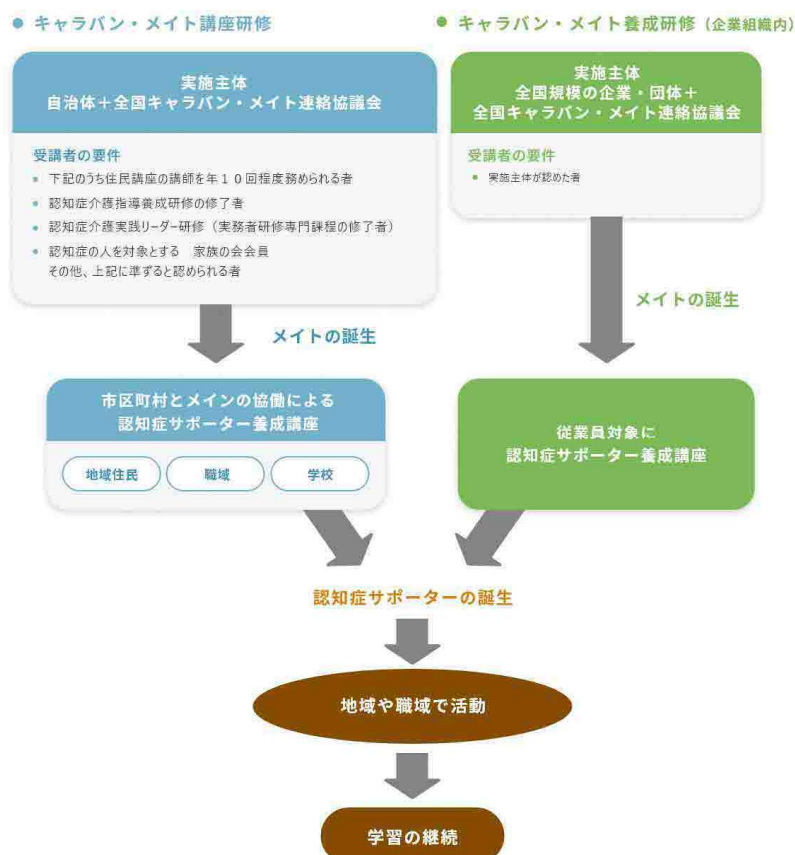 ● キャラバン・メイト講座研修
実施主体
自治体＋全国キャラバン・メイト連絡協議会
受講者の要件
● 下記のうち住民講座の講師を年１０回程度務められる者
● 認知症介護指導養成研修の修了者
● 認知症介護実践リーダー研修（実務者研修専門課程の修了者）
● 認知症の人を対象とする　家族の会会員
その他、上記に準ずると認められる者
メイトの誕生
市区町村とメインの協働による
認知症サポーター養成講座
地域住民
職域
学校
● キャラバン・メイト養成研修（企業組織内）
実施主体
全国規模の企業・団体＋
全国キャラバン・メイト連絡協議会
受講者の要件
● 実施主体が認めた者
メイトの誕生
従業員対象に
認知症サポーター養成講座
認知症サポーターの誕生
地域や職域で活動
学習の継続